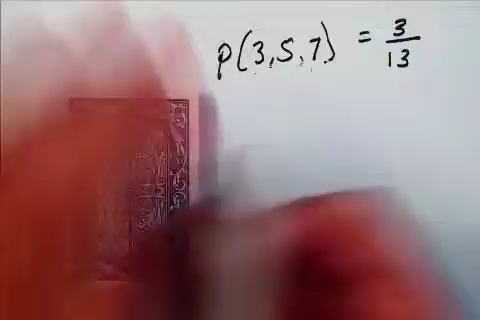 p(3,5,7) = 3/13